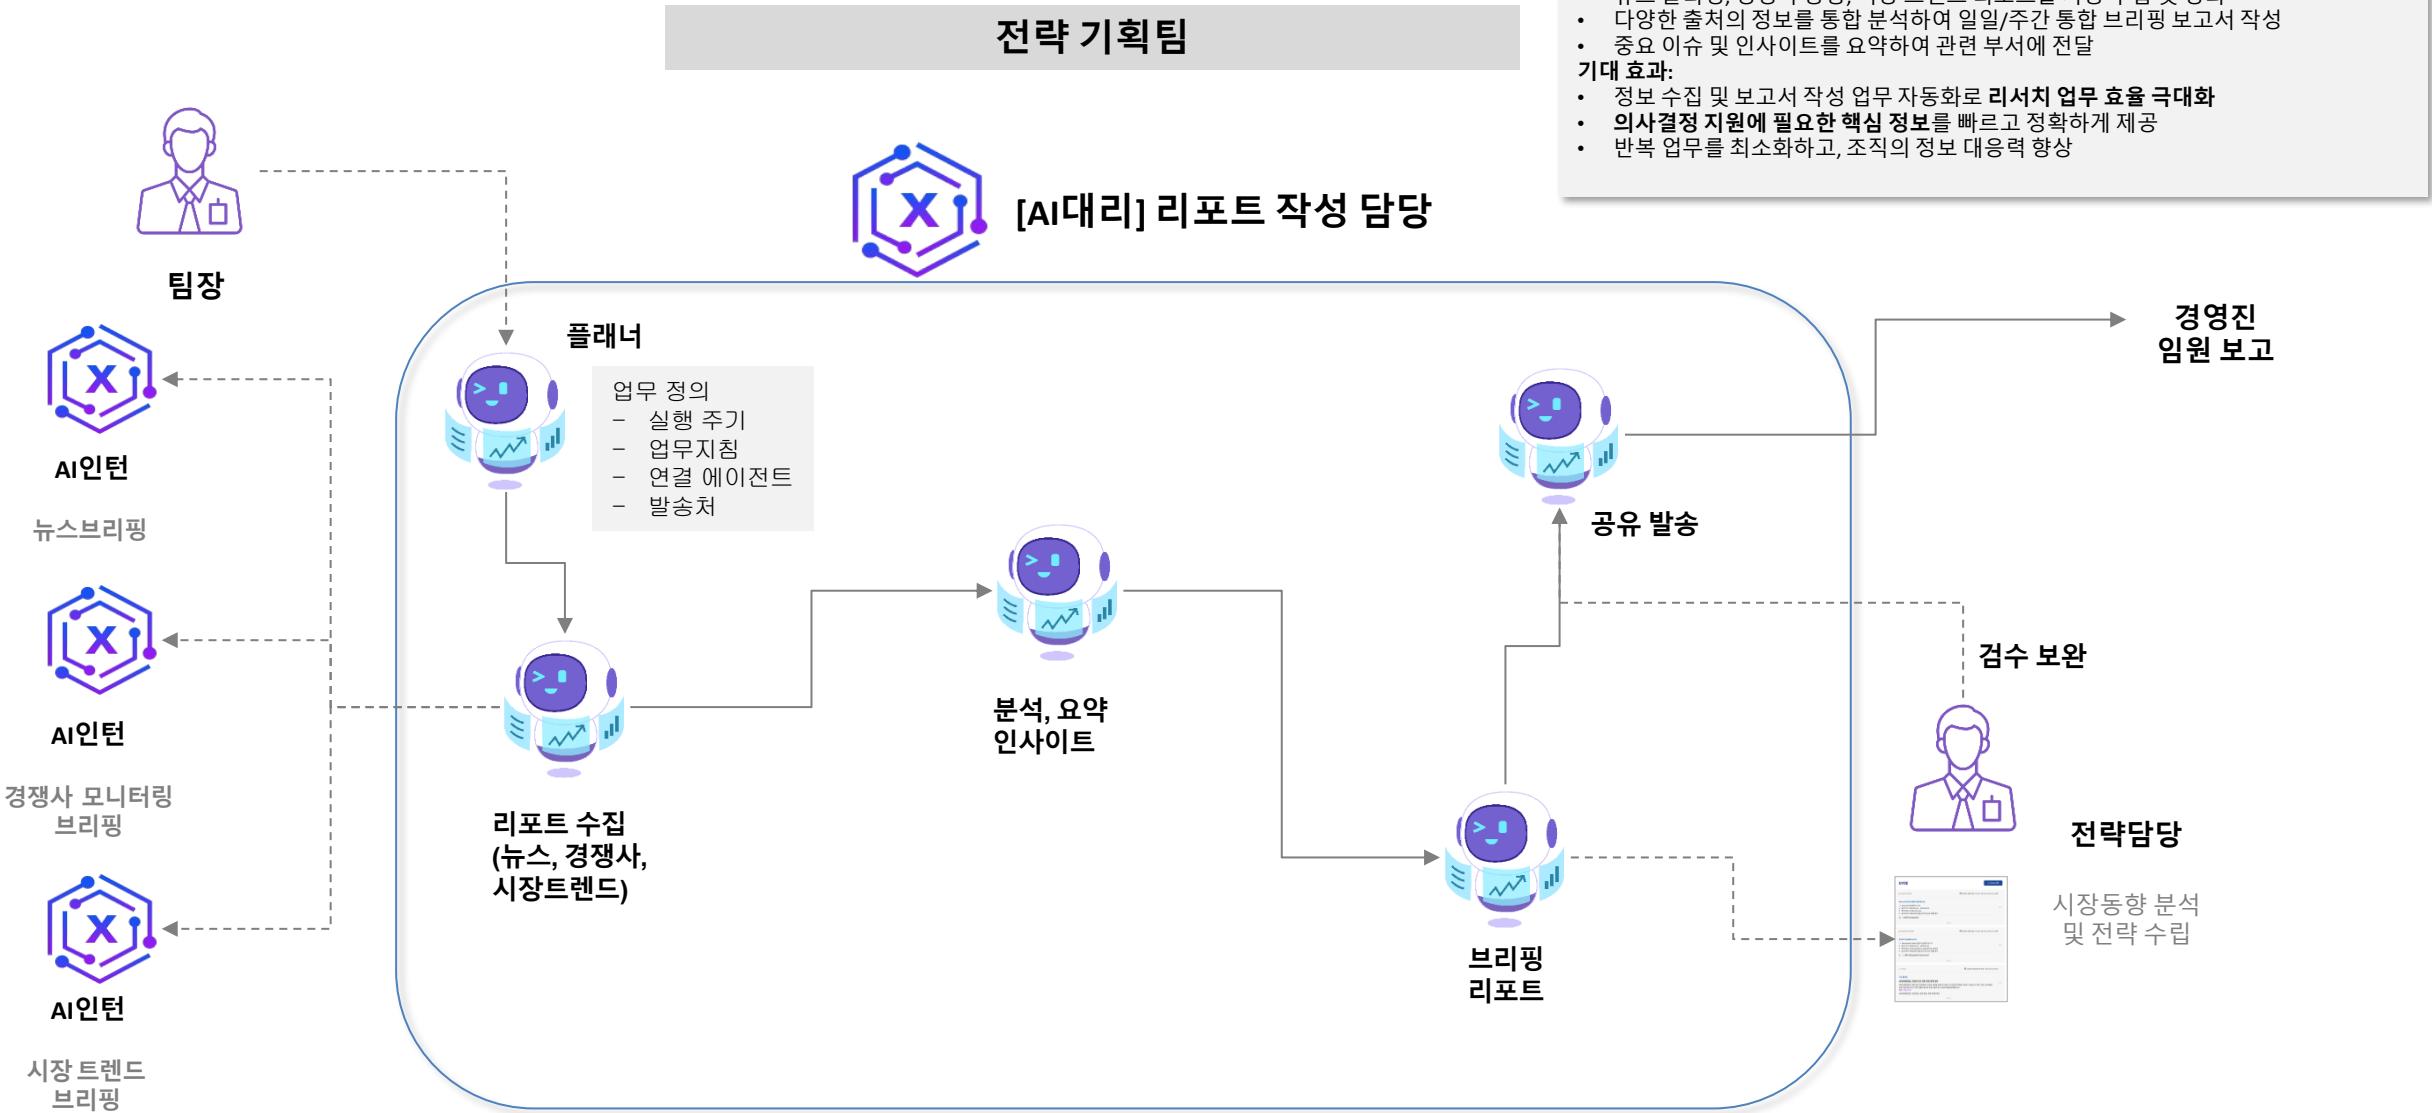 전략 기획팀
• 다양한 출처의 정보를 통합 분석하여 일일/주간 통합 브리핑 보고서 작성
• 중요 이슈 및 인사이트를 요약하여 관련 부서에 전달
기대 효과:
• 정보 수집 및 보고서 작성 업무 자동화로 리서치 업무 효율 극대화
• 의사결정 지원에 필요한 핵심 정보를 빠르고 정확하게 제공
• 반복 업무를 최소화하고, 조직의 정보 대응력 향상
X
[AI대리] 리포트 작성 담당
팀장
X
AI인턴
뉴스브리핑
X
AI인턴
경쟁사 모니터링
브리핑
X
AI인턴
시장 트렌드
브리핑
플래너
업무 정의
– 실행 주기
– 업무지침
– 연결 에이전트
– 발송처
리포트 수집
(뉴스, 경쟁사,
시장트렌드)
분석, 요약
인사이트
브리핑
리포트
공유 발송
경영진
임원 보고
검수 보완
전략담당
시장동향 분석
및 전략 수립